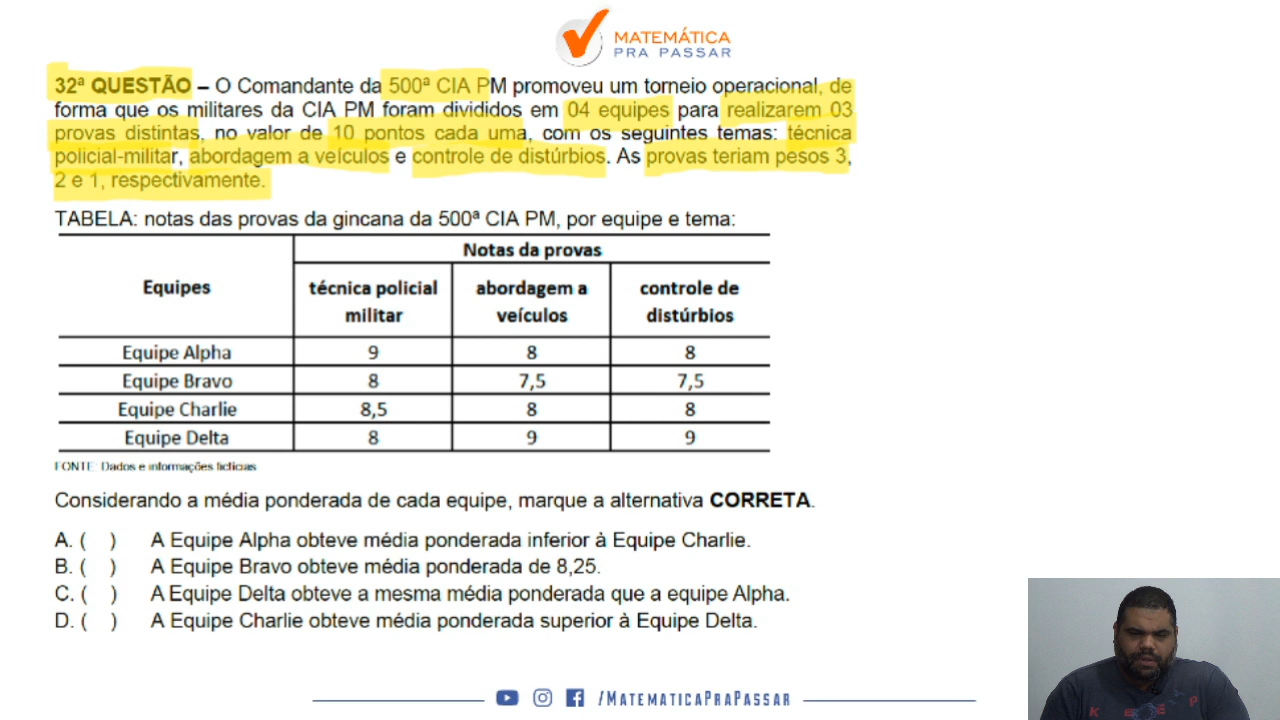 MATEMÁTICA
PRA PASSAR
32ª QUESTÃO – O Comandante da 500ª CIA PM promoveu um torneio operacional, de
forma que os militares da CIA PM foram divididos em 04 equipes para realizarem 03
provas distintas, no valor de 10 pontos cada uma, com os seguintes temas: técnica
policial-militar, abordagem a veículos e controle de distúrbios. As provas teriam pesos 3,
2 e 1, respectivamente.
TABELA: notas das provas da gincana da 500ª CIA PM, por equipe e tema:
Notas da provas
Equipes técnica policial militar abordagem a veículos controle de distúrbios
Equipe Alpha 9 8 8
Equipe Bravo 8 7,5 7,5
Equipe Charlie 8,5 8 8
Equipe Delta 8 9 9
FONTE: Dados e informações fictícias
Considerando a média ponderada de cada equipe, marque a alternativa CORRETA.
A. ( ) A Equipe Alpha obteve média ponderada inferior à Equipe Charlie.
B. ( ) A Equipe Bravo obteve média ponderada de 8,25.
C. ( ) A Equipe Delta obteve a mesma média ponderada que a equipe Alpha.
D. ( ) A Equipe Charlie obteve média ponderada superior à Equipe Delta.
/MATEMATICAPRAPASSAR